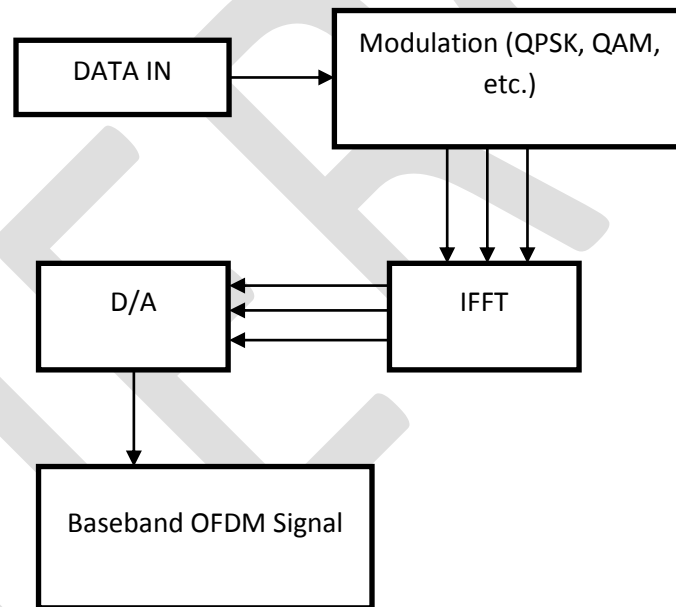 DATA IN
Modulation (QPSK, QAM,
etc.)
D/A
IFFT
Baseband OFDM Signal